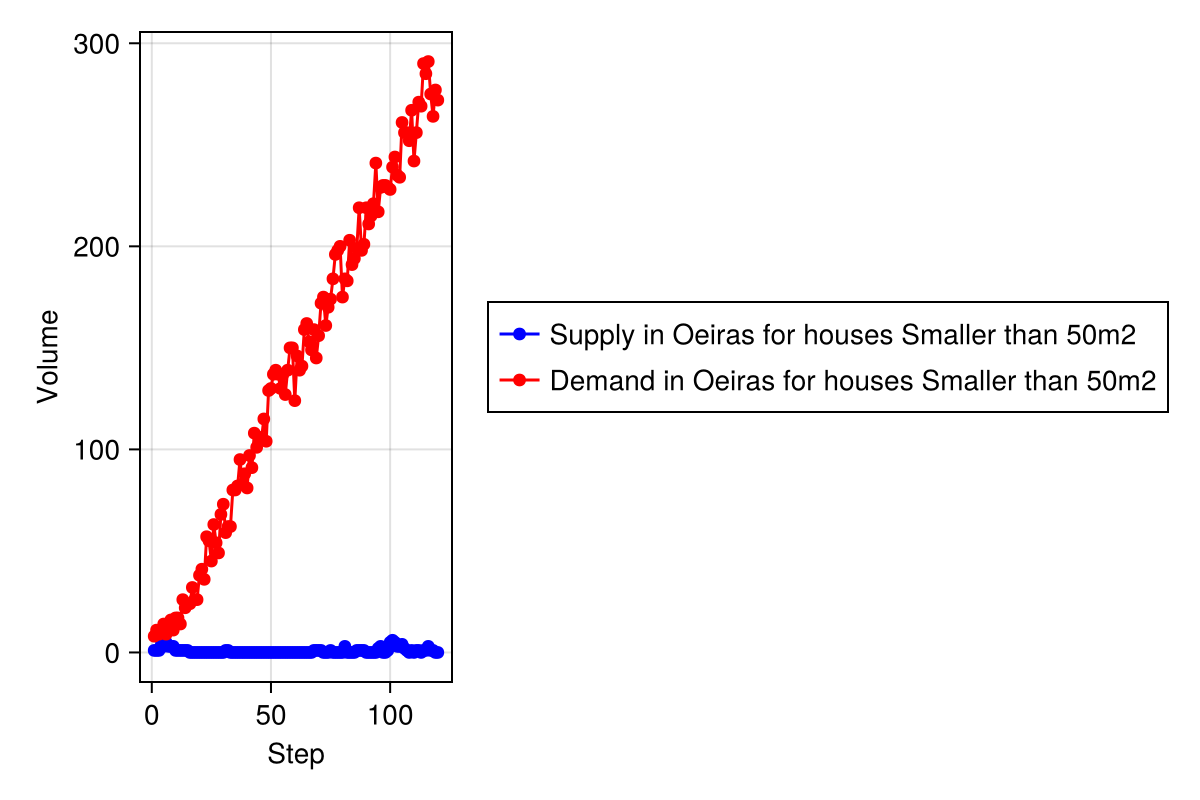 300
200
100
0
Volume
0 50 100
Step
Supply in Oeiras for houses Smaller than 50m2
Demand in Oeiras for houses Smaller than 50m2